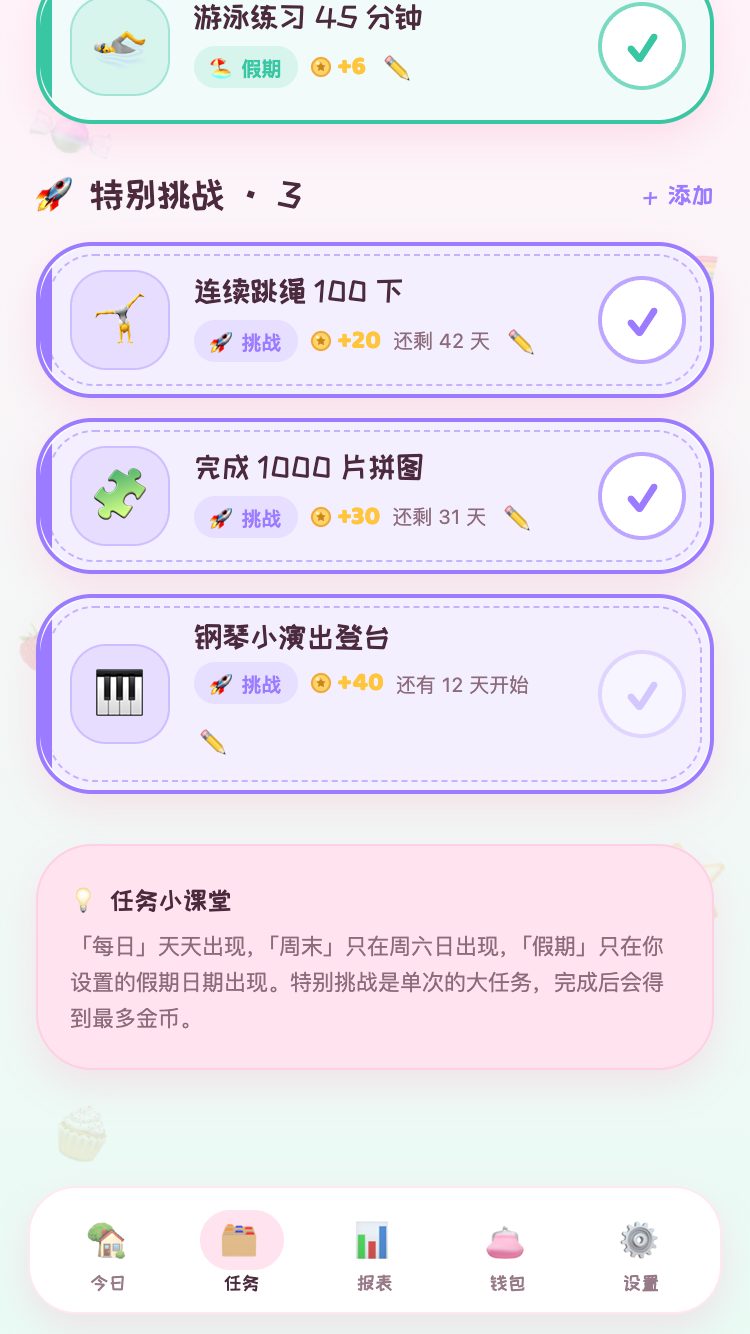 游泳练习 45 分钟
假期 +6
特别挑战 · 3
+ 添加
连续跳绳 100 下
挑战 +20 还剩 42 天
完成 1000 片拼图
挑战 +30 还剩 31 天
钢琴小演出登台
挑战 +40 还有 12 天开始
任务小课堂
「每日」天天出现，「周末」只在周六日出现，「假期」只在你
设置的假期日期出现。特别挑战是单次的大任务，完成后会得
到最多金币。
今日 任务 报表 钱包 设置